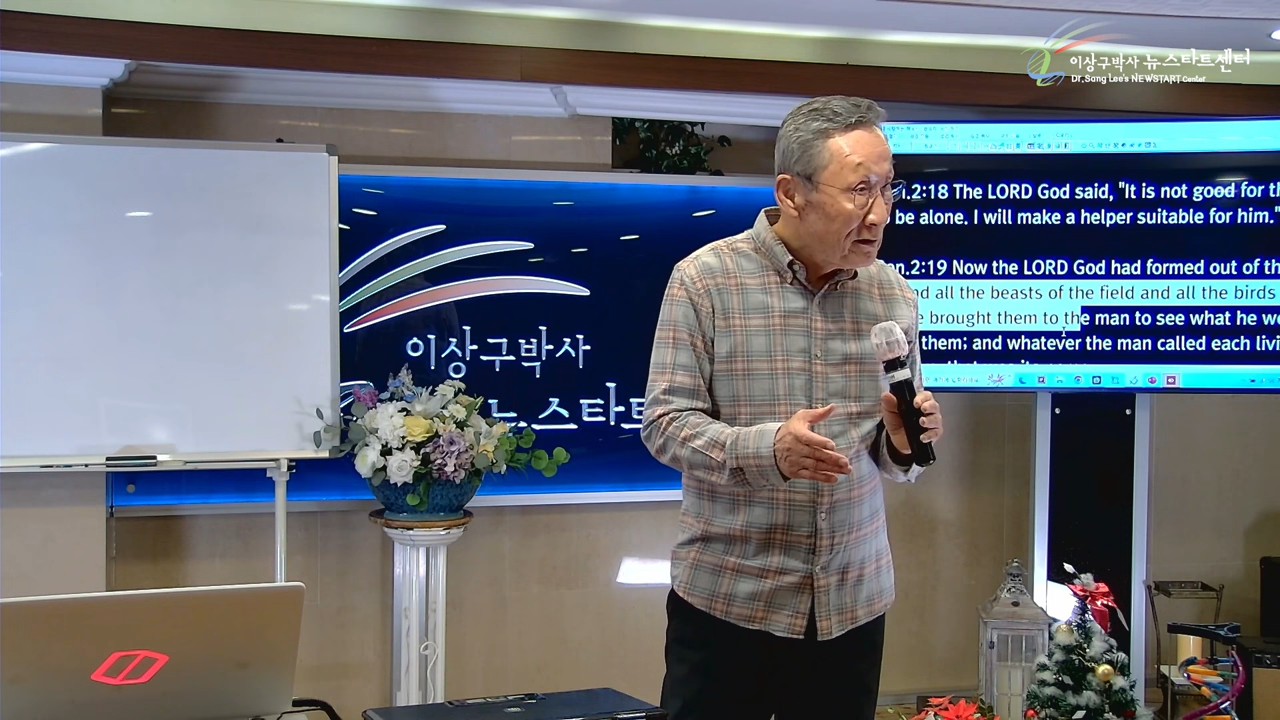 이상구박사 뉴스타트센터
Dr.Sang Lee's NEWSTART Center
이상구박사
뉴스타트
n.2:18 The LORD God said, "It is not good for th
be alone. I will make a helper suitable for him."
en.2:19 Now the LORD God had formed out of th
nd all the beasts of the field and all the birds
e brought them to the man to see what he wo
them; and whatever the man called each livi